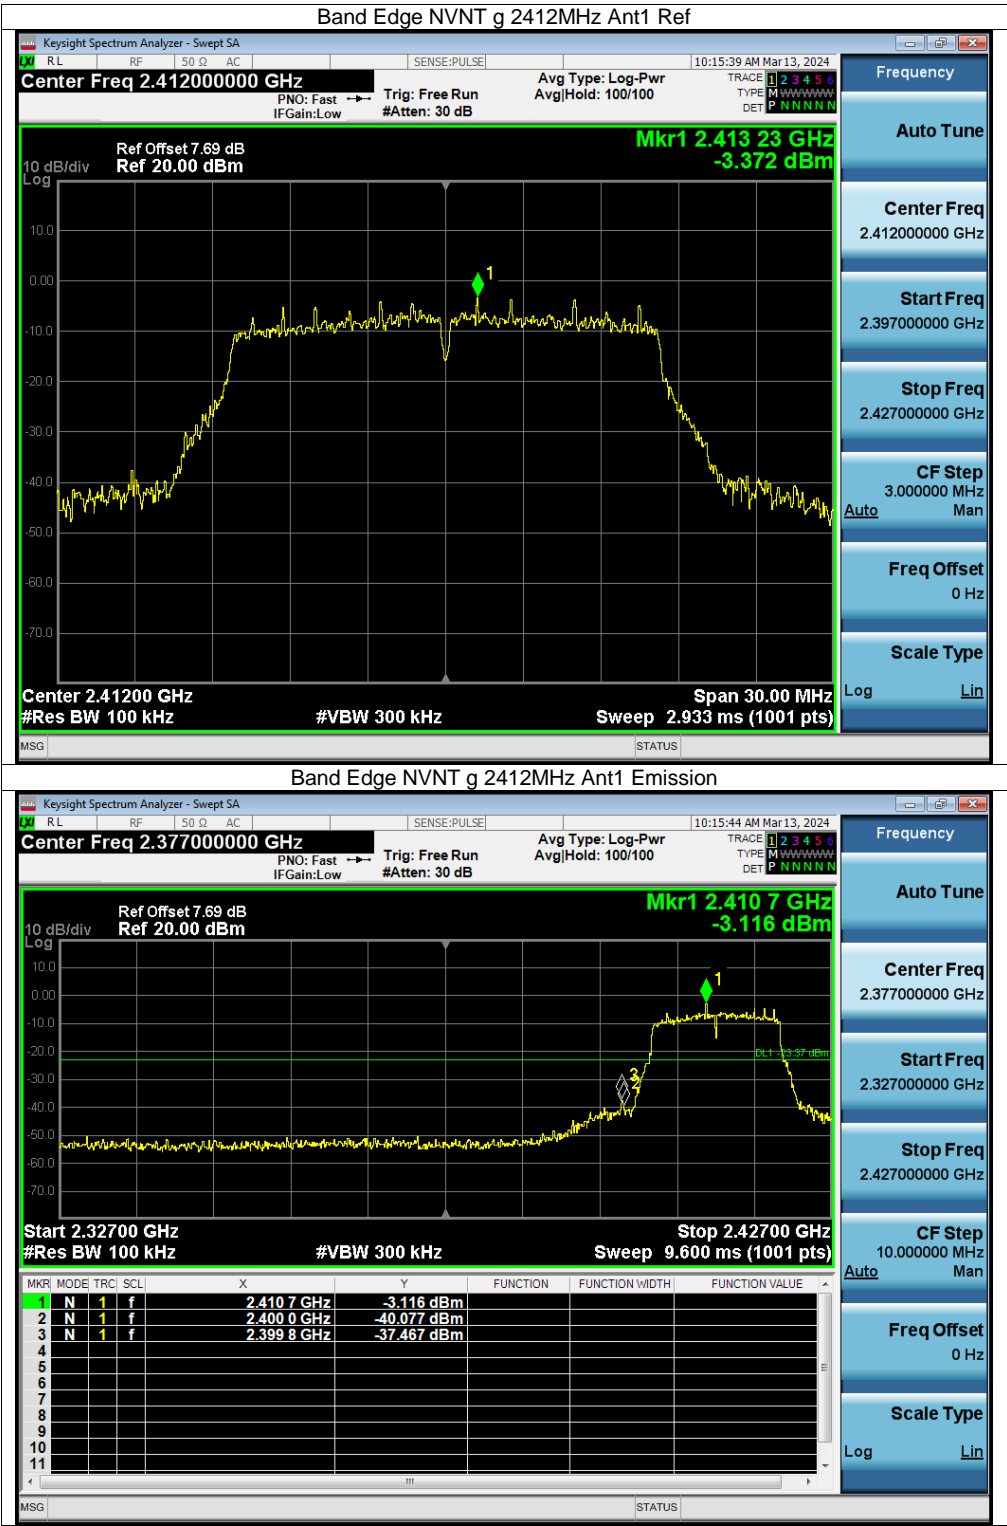 Band Edge NVNT g 2412MHz Ant1 Ref
Keysight Spectrum Analyzer - Swept SA
LXI RL RF 50 Ω AC SENSE:PULSE 10:15:39 AM Mar 13, 2024
Center Freq 2.412000000 GHz
PNO: Fast
IFGain:Low
Trig: Free Run
#Atten: 30 dB
Avg Type: Log-Pwr
Avg|Hold: 100/100
TRACE 1 2 3 4 5 6
TYPE M WWWWW
DET P N N N N N
Frequency
Auto Tune
Center Freq
2.412000000 GHz
Start Freq
2.397000000 GHz
Stop Freq
2.427000000 GHz
CF Step
3.000000 MHz
Auto Man
Freq Offset
0 Hz
Scale Type
Log Lin
Mkr1 2.413 23 GHz
-3.372 dBm
Ref Offset 7.69 dB
10 dB/div Ref 20.00 dBm
Log
10.0
0.00
-10.0
-20.0
-30.0
-40.0
-50.0
-60.0
-70.0
1
Center 2.41200 GHz Span 30.00 MHz
#Res BW 100 kHz #VBW 300 kHz Sweep 2.933 ms (1001 pts)
MSG STATUS
Band Edge NVNT g 2412MHz Ant1 Emission
Keysight Spectrum Analyzer - Swept SA
LXI RL RF 50 Ω AC SENSE:PULSE 10:15:44 AM Mar 13, 2024
Center Freq 2.377000000 GHz
PNO: Fast
IFGain:Low
Trig: Free Run
#Atten: 30 dB
Avg Type: Log-Pwr
Avg|Hold: 100/100
TRACE 1 2 3 4 5 6
TYPE M WWWWW
DET P N N N N N
Frequency
Auto Tune
Center Freq
2.377000000 GHz
Start Freq
2.327000000 GHz
Stop Freq
2.427000000 GHz
CF Step
10.000000 MHz
Auto Man
Freq Offset
0 Hz
Scale Type
Log Lin
Mkr1 2.410 7 GHz
-3.116 dBm
Ref Offset 7.69 dB
10 dB/div Ref 20.00 dBm
Log
10.0
0.00
-10.0
-20.0
-30.0
-40.0
-50.0
-60.0
-70.0
1
DL1 -23.37 dBm
3
2
Start 2.32700 GHz Stop 2.42700 GHz
#Res BW 100 kHz #VBW 300 kHz Sweep 9.600 ms (1001 pts)
MKR MODE TRC SCL X Y FUNCTION FUNCTION WIDTH FUNCTION VALUE
1 N 1 f 2.410 7 GHz -3.116 dBm
2 N 1 f 2.400 0 GHz -40.077 dBm
3 N 1 f 2.399 8 GHz -37.467 dBm
4
5
6
7
8
9
10
11
MSG STATUS